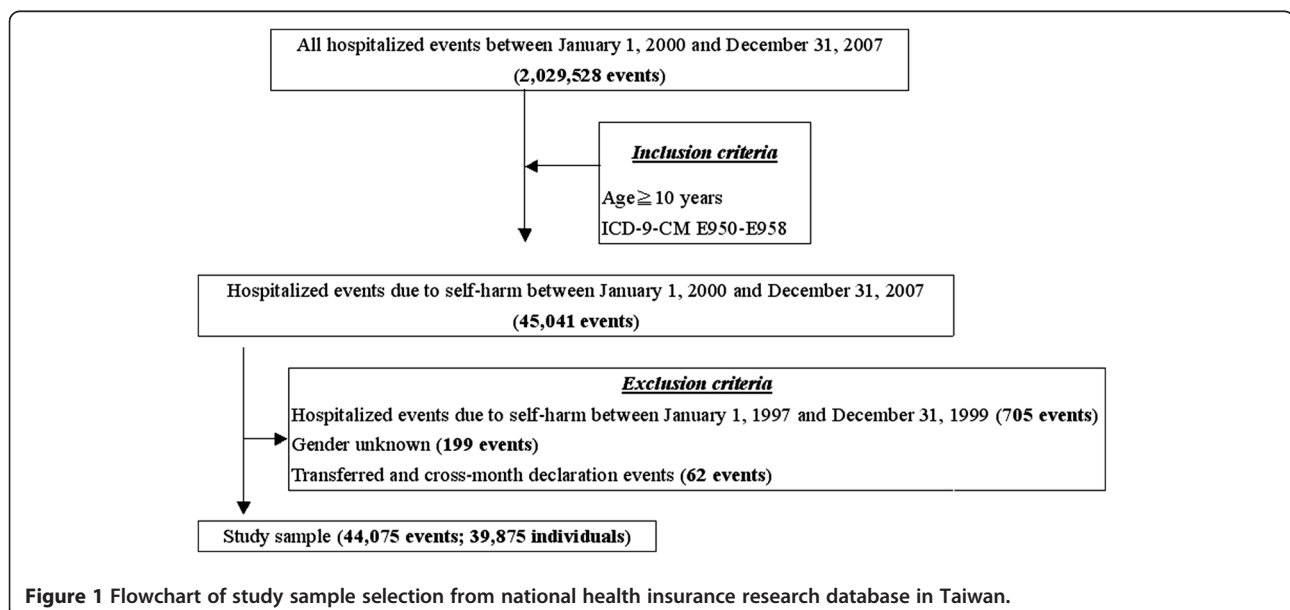 All hospitalized events between January 1, 2000 and December 31, 2007
(2,029,528 events)
Inclusion criteria
Age≧10 years
ICD-9-CM E950-E958
Hospitalized events due to self-harm between January 1, 2000 and December 31, 2007
(45,041 events)
Exclusion criteria
Hospitalized events due to self-harm between January 1, 1997 and December 31, 1999 (705 events)
Gender unknown (199 events)
Transferred and cross-month declaration events (62 events)
Study sample (44,075 events; 39,875 individuals)
Figure 1 Flowchart of study sample selection from national health insurance research database in Taiwan.